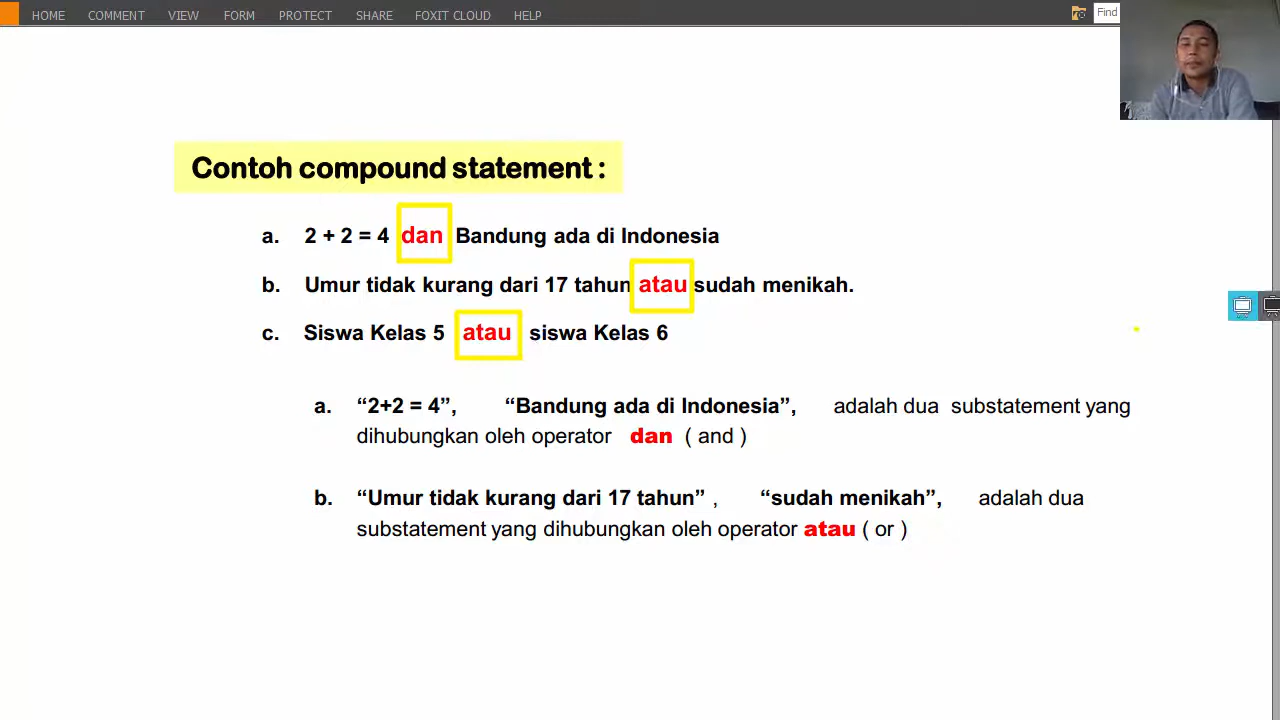 HOME COMMENT VIEW FORM PROTECT SHARE FOXIT CLOUD HELP Find
Contoh compound statement :
a. 2 + 2 = 4 dan Bandung ada di Indonesia
b. Umur tidak kurang dari 17 tahun atau sudah menikah.
c. Siswa Kelas 5 atau siswa Kelas 6
a. “2+2 = 4”, “Bandung ada di Indonesia”, adalah dua substatement yang
dihubungkan oleh operator dan ( and )
b. “Umur tidak kurang dari 17 tahun” , “sudah menikah”, adalah dua
substatement yang dihubungkan oleh operator atau ( or )